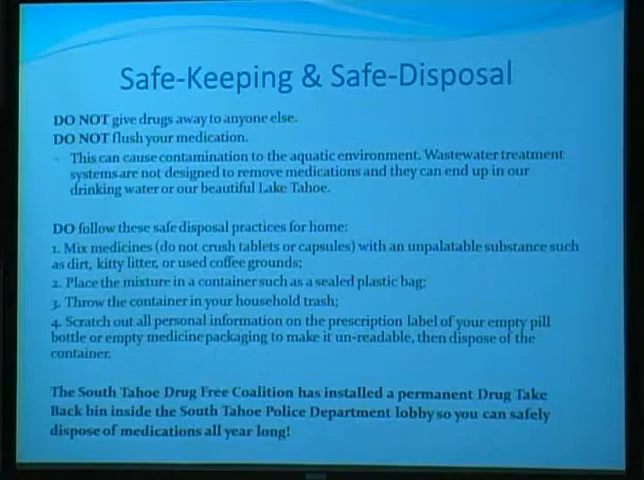 Safe-Keeping & Safe-Disposal
DO NOT give drugs away to anyone else.
DO NOT flush your medication.
This can cause contamination to the aquatic environment. Wastewater treatment
systems are not designed to remove medications and they can end up in our
drinking water or our beautiful Lake Tahoe.
DO follow these safe disposal practices for home:
1. Mix medicines (do not crush tablets or capsules) with an unpalatable substance such
as dirt, kitty litter, or used coffee grounds;
2. Place the mixture in a container such as a sealed plastic bag;
3. Throw the container in your household trash;
4. Scratch out all personal information on the prescription label of your empty pill
bottle or empty medicine packaging to make it un-readable, then dispose of the
container.
The South Tahoe Drug Free Coalition has installed a permanent Drug Take
Back bin inside the South Tahoe Police Department lobby so you can safely
dispose of medications all year long!